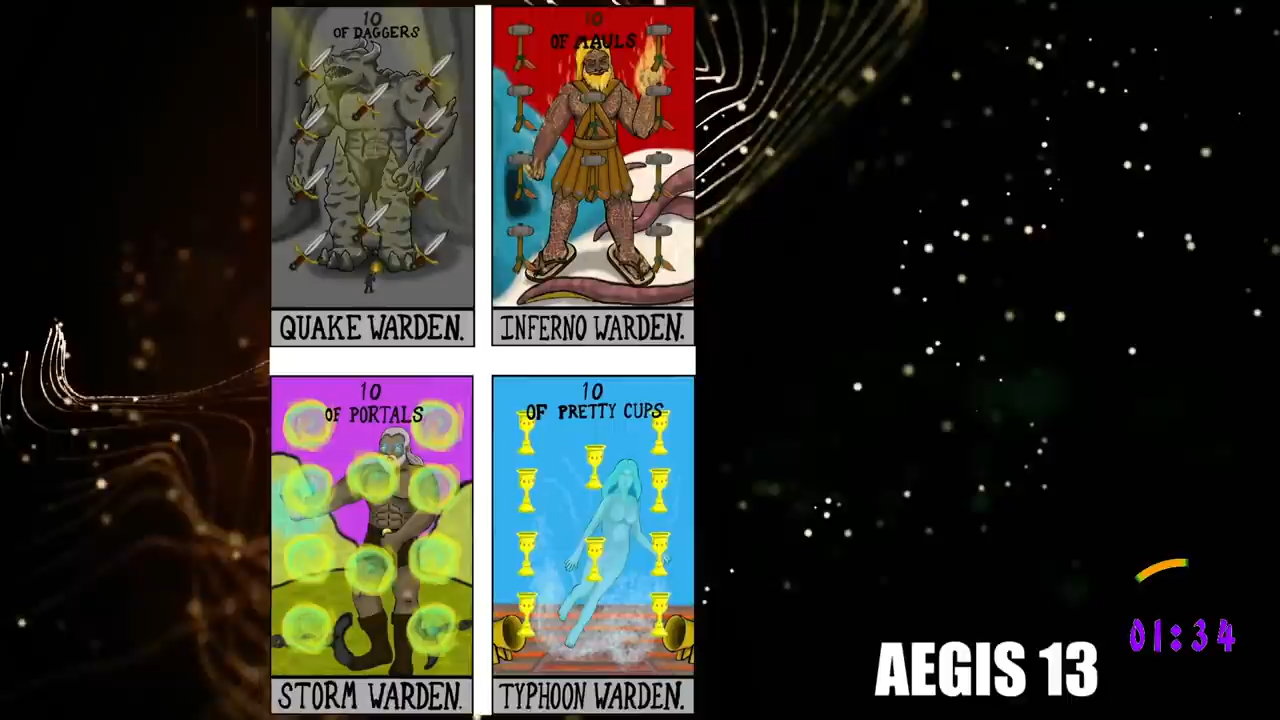 10
OF DAGGERS
QUAKE WARDEN.
10
OF MAULS
INFERNO WARDEN.
10
OF PORTALS
STORM WARDEN.
10
OF PRETTY CUPS
TYPHOON WARDEN.
AEGIS 13
01:34